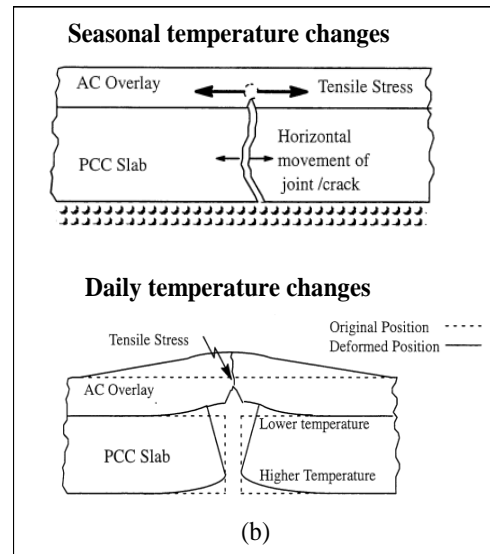 Seasonal temperature changes
AC Overlay
Tensile Stress
PCC Slab
Horizontal
movement of
joint /crack
Daily temperature changes
Tensile Stress
Original Position
Deformed Position
AC Overlay
Lower temperature
PCC Slab
Higher Temperature
(b)